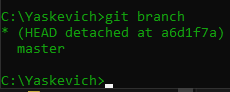 C:\Yaskevich>git branch
* (HEAD detached at a6d1f7a)
  master
C:\Yaskevich>